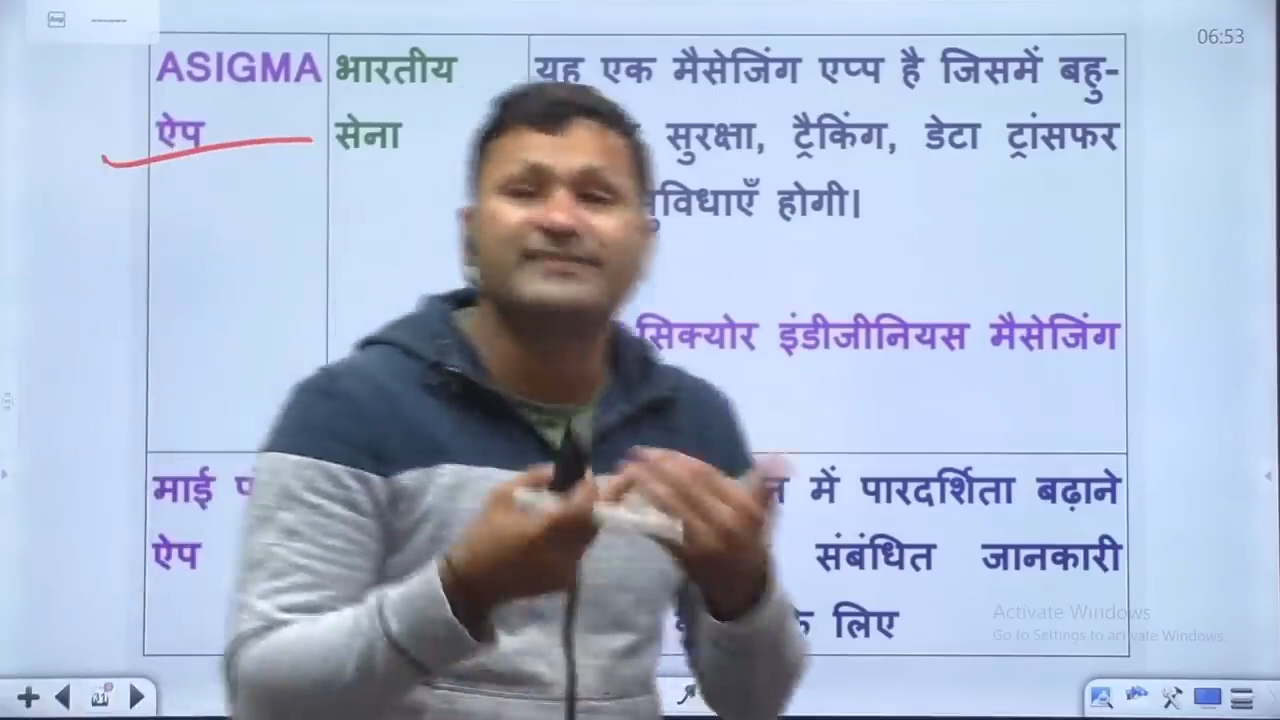 06:53
ASIGMA भारतीय यह एक मैसेजिंग एप्प है जिसमें बहु-
ऐप सेना सुरक्षा, ट्रैकिंग, डेटा ट्रांसफर
सुविधाएँ होगी।
सिक्योर इंडीजीनियस मैसेजिंग
माई में पारदर्शिता बढ़ाने
ऐप संबंधित जानकारी
लिए
Activate Windows
Go to Settings to activate Windows.